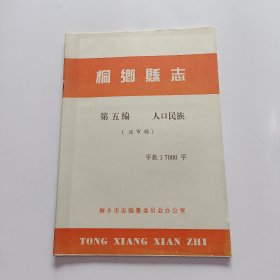 桐鄉縣志
第五编 人口民族
(送审稿)
字数17000字
桐乡市志编纂委员会办公室
TONG XIANG XIAN ZHI